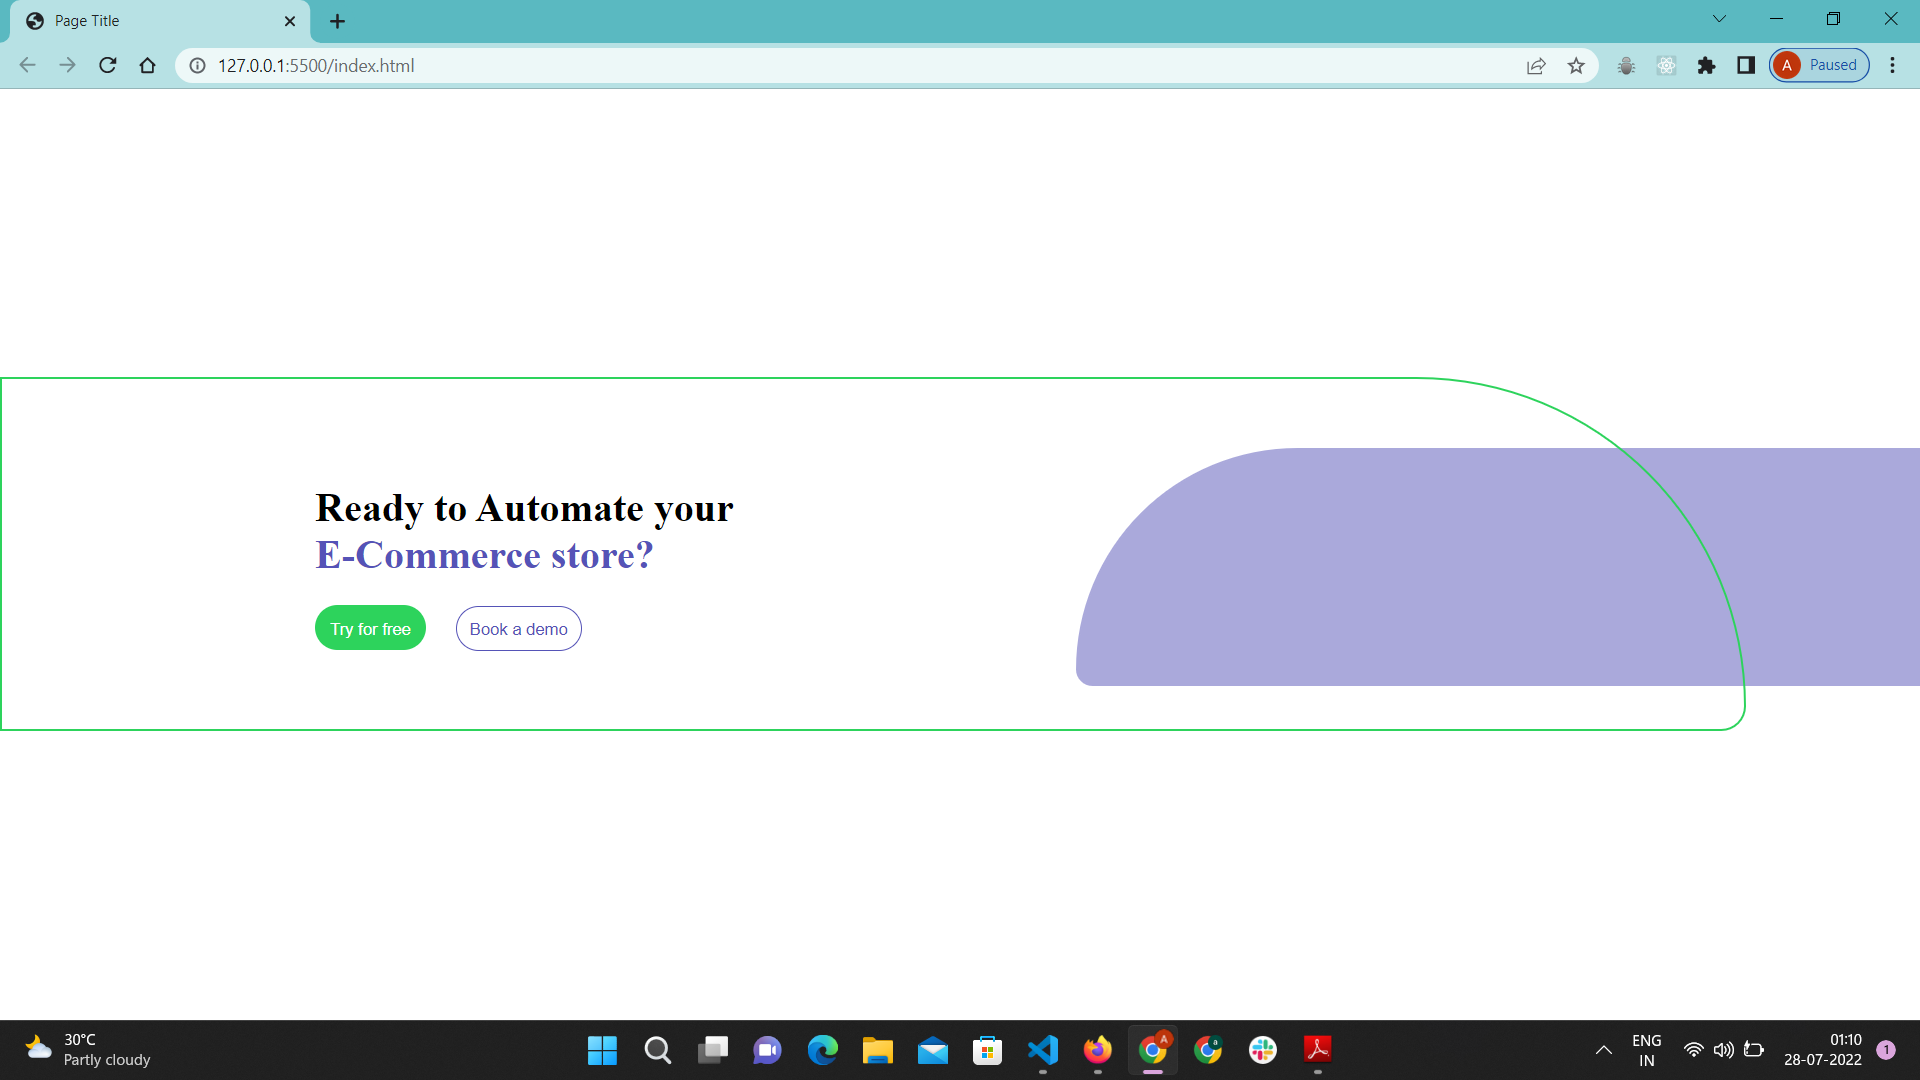 Page Title
127.0.0.1:5500/index.html
A Paused
Ready to Automate your
E-Commerce store?
Try for free
Book a demo
30°C
Partly cloudy
A
a
ENG
IN
01:10
28-07-2022
1